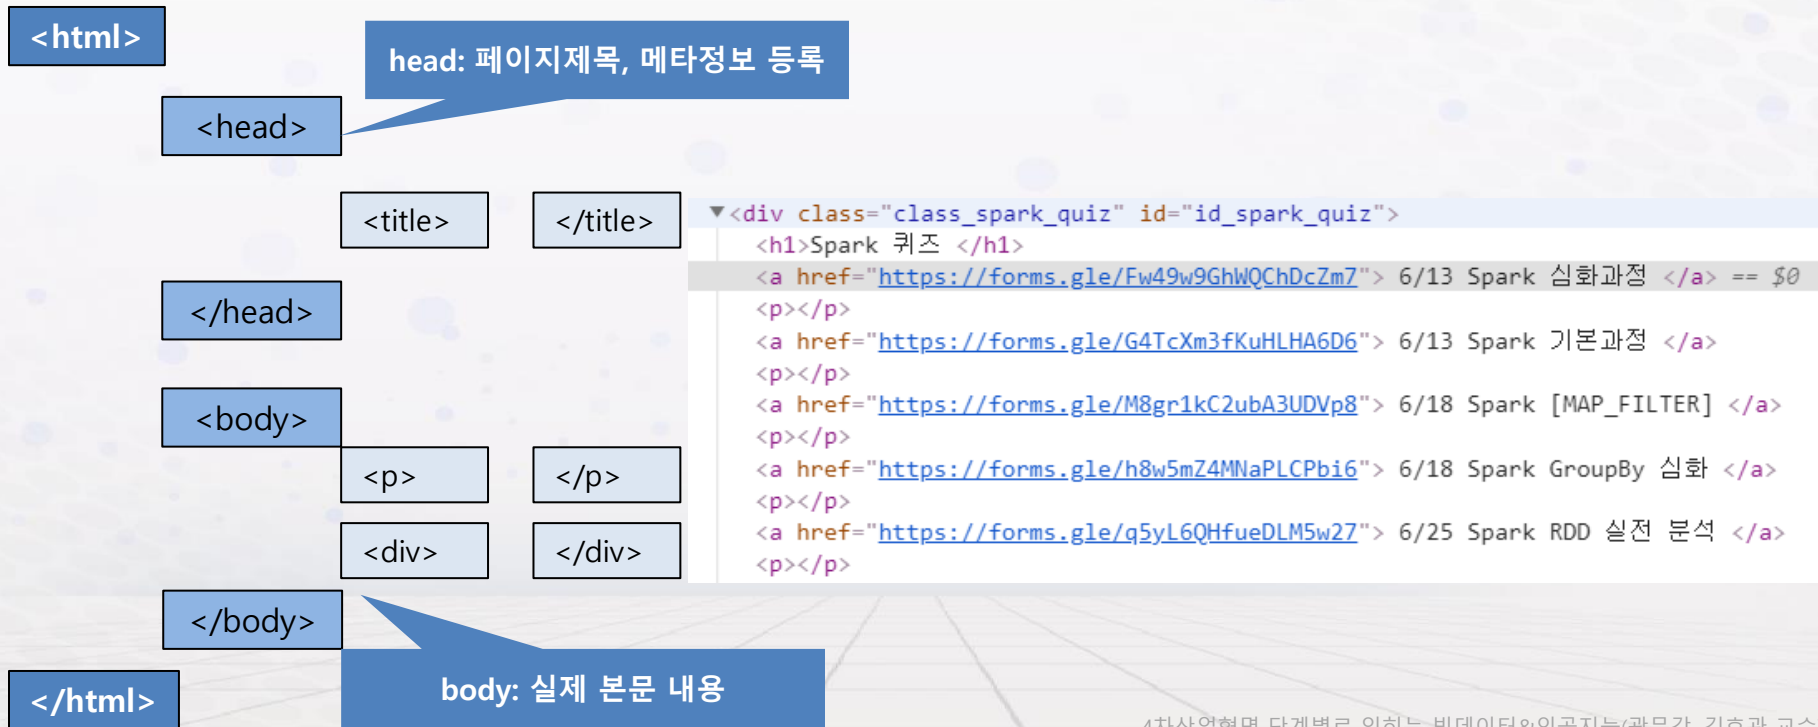 <html>
head: 페이지제목, 메타정보 등록
<head>
<title> </title>
</head>
<body>
<p> </p>
<div> </div>
</body>
body: 실제 본문 내용
</html>
▼<div class="class_spark_quiz" id="id_spark_quiz">
<h1>Spark 퀴즈 </h1>
<a href="https://forms.gle/Fw49w9GhWQChDcZm7"> 6/13 Spark 심화과정 </a> == $0
<p></p>
<a href="https://forms.gle/G4TcXm3fKuHLHA6D6"> 6/13 Spark 기본과정 </a>
<p></p>
<a href="https://forms.gle/M8gr1kC2ubA3UDVp8"> 6/18 Spark [MAP_FILTER] </a>
<p></p>
<a href="https://forms.gle/h8w5mZ4MNaPLCPbi6"> 6/18 Spark GroupBy 심화 </a>
<p></p>
<a href="https://forms.gle/q5yL6QHfueDLM5w27"> 6/25 Spark RDD 실전 분석 </a>
<p></p>